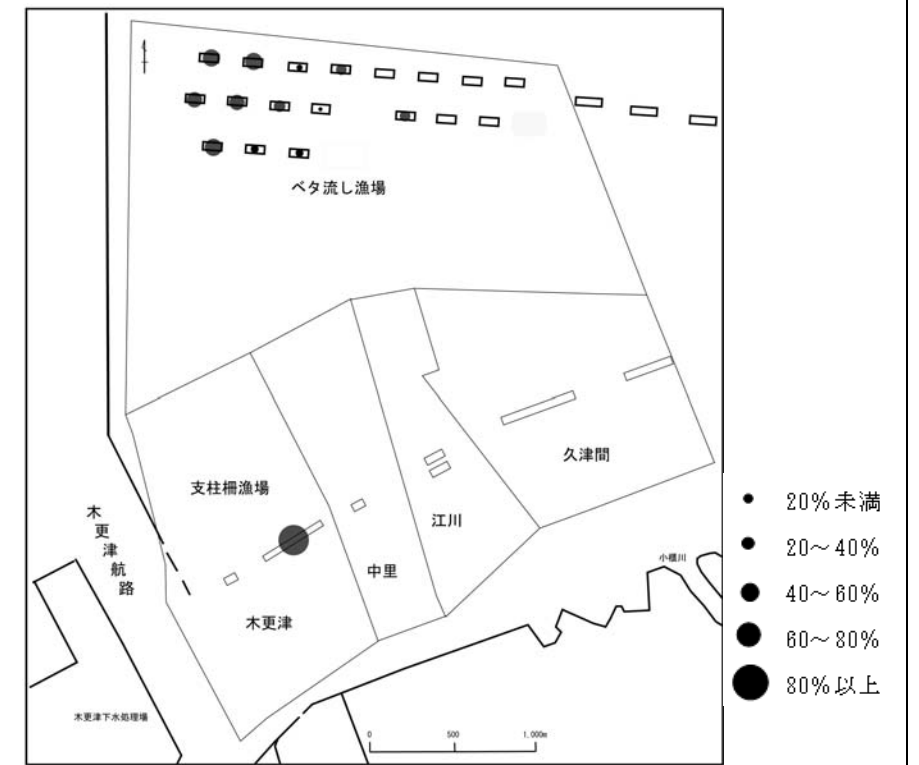 ベタ流し漁場
支柱柵漁場
久津間
江川
中里
木更津
木更津航路
小櫃川
木更津下水処理場
0 500 1,000m
20%未満
20～40%
40～60%
60～80%
80%以上